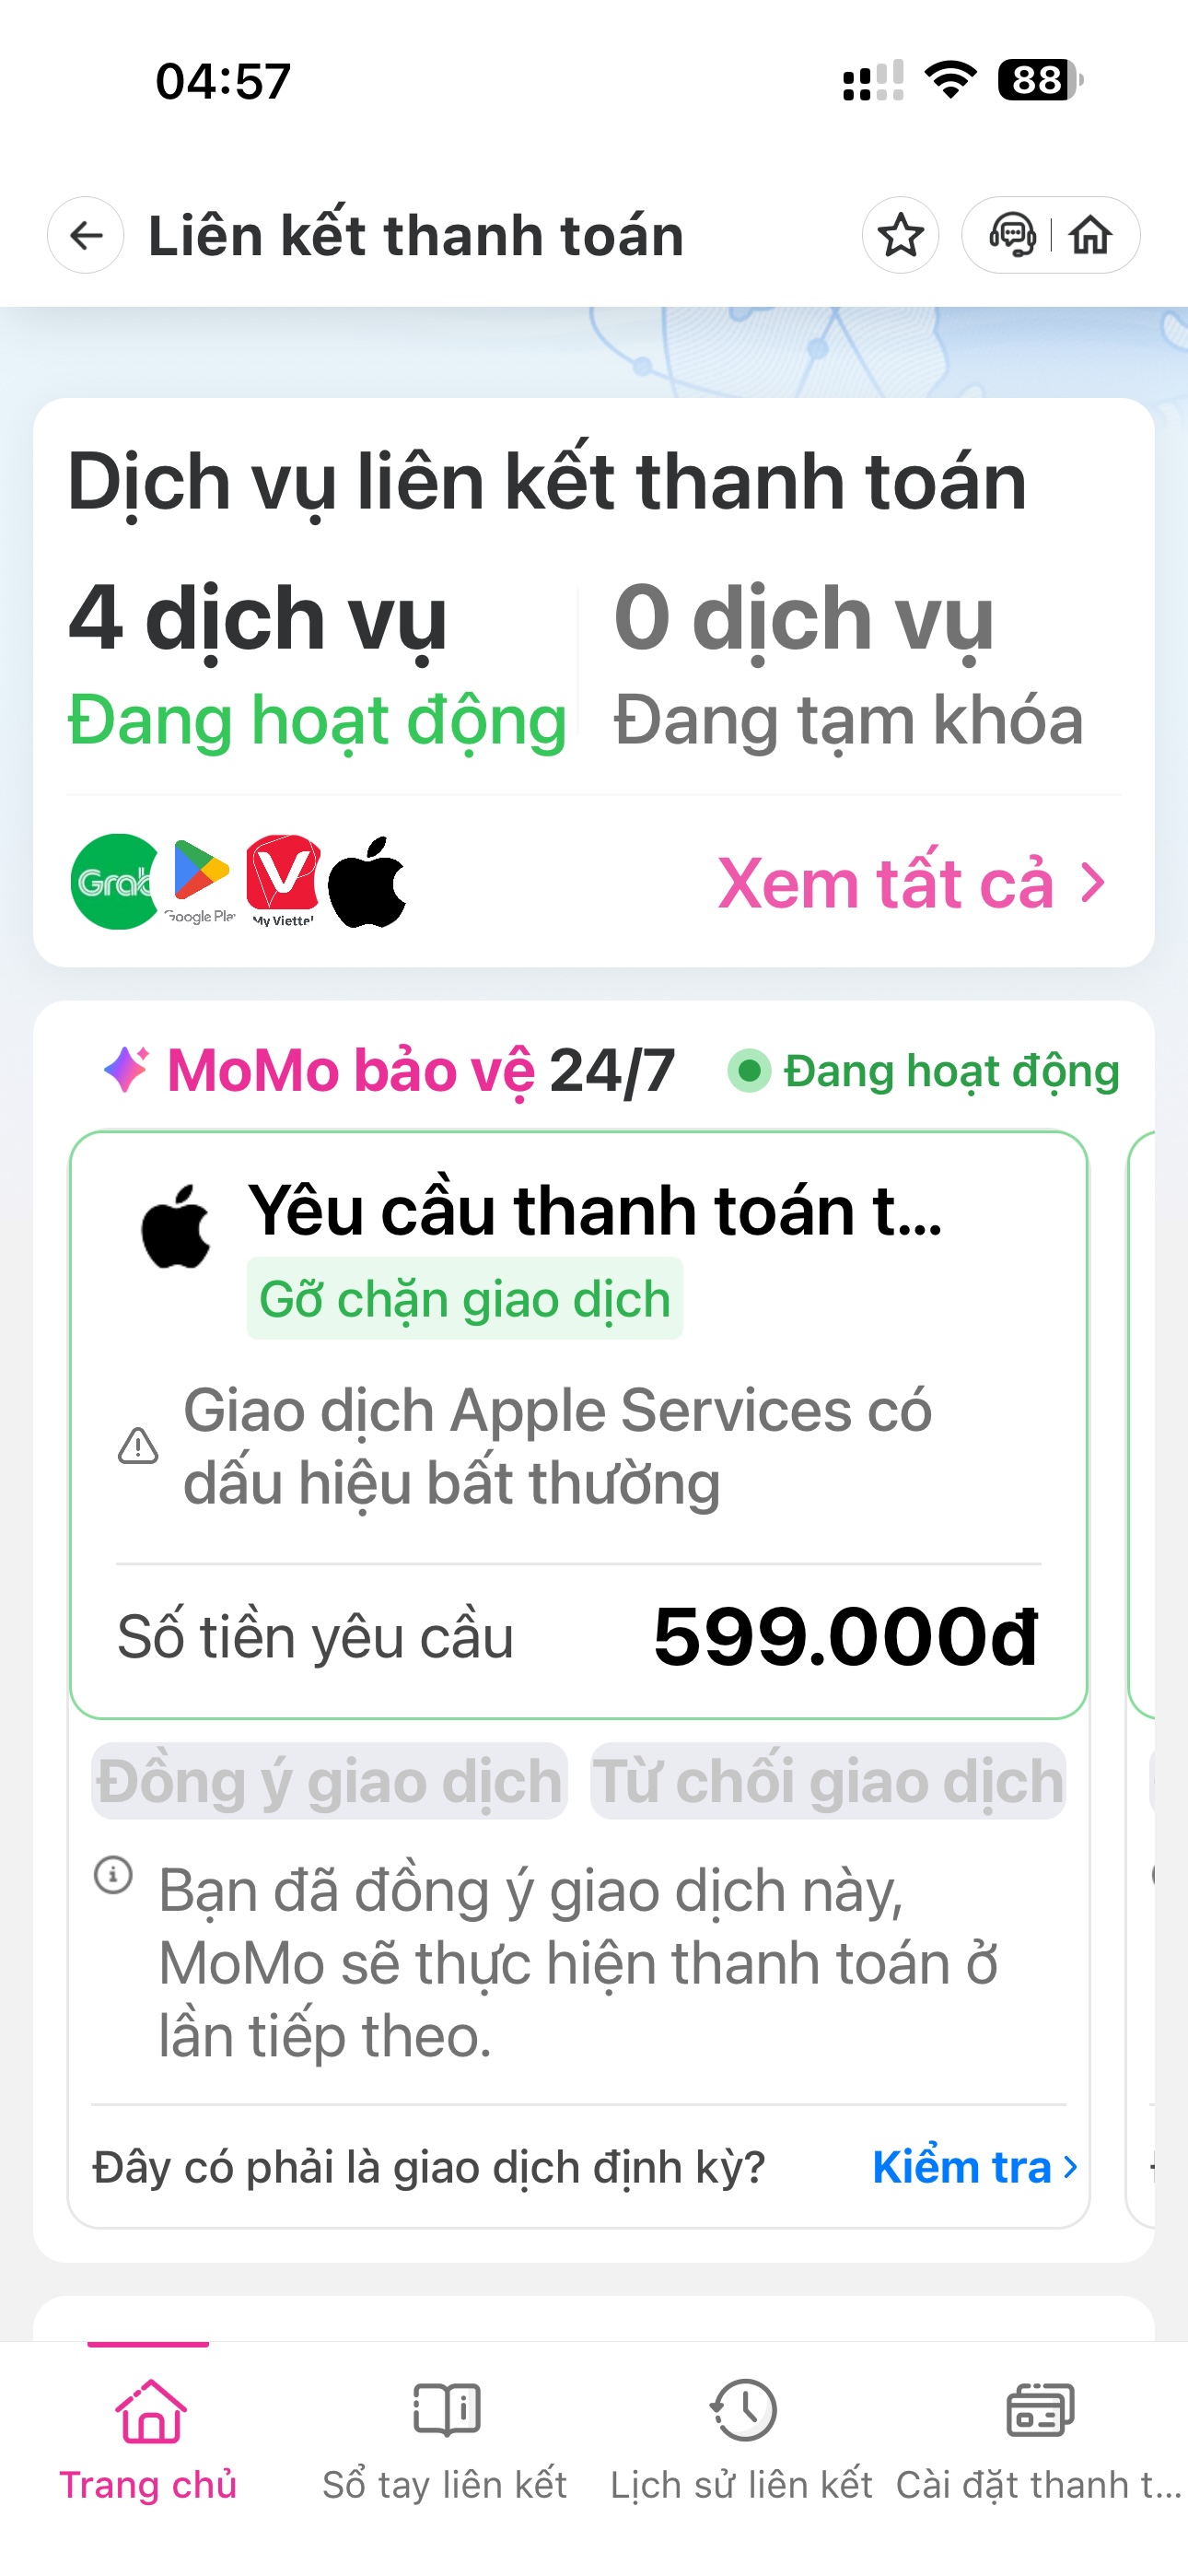 04:57
88
Liên kết thanh toán
Dịch vụ liên kết thanh toán
4 dịch vụ
0 dịch vụ
Đang hoạt động
Đang tạm khóa
Grab
Google Pla
My Viettel
Xem tất cả
MoMo bảo vệ 24/7
Đang hoạt động
Yêu cầu thanh toán t...
Gỡ chặn giao dịch
Giao dịch Apple Services có
dấu hiệu bất thường
Số tiền yêu cầu
599.000đ
Đồng ý giao dịch
Từ chối giao dịch
Bạn đã đồng ý giao dịch này,
MoMo sẽ thực hiện thanh toán ở
lần tiếp theo.
Đây có phải là giao dịch định kỳ?
Kiểm tra
Trang chủ
Sổ tay liên kết
Lịch sử liên kết
Cài đặt thanh t...